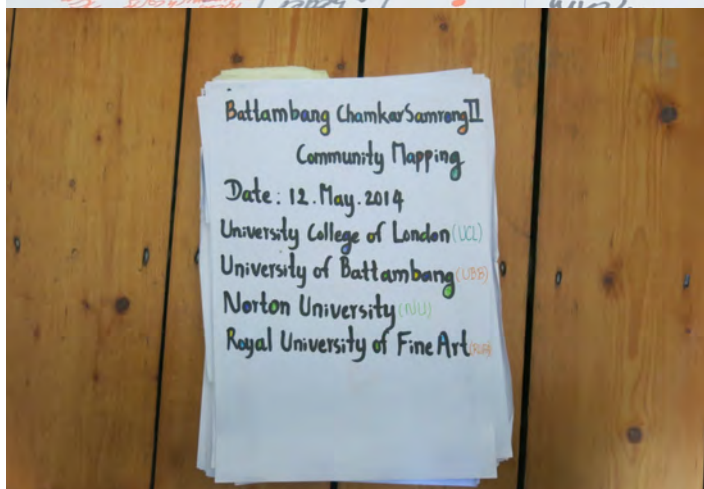 Battambang ChamkarSamrong II
Community Mapping
Date: 12.May.2014
University College of London (UCL)
University of Battambang (UBB)
Norton University (NU)
Royal University of Fine Art